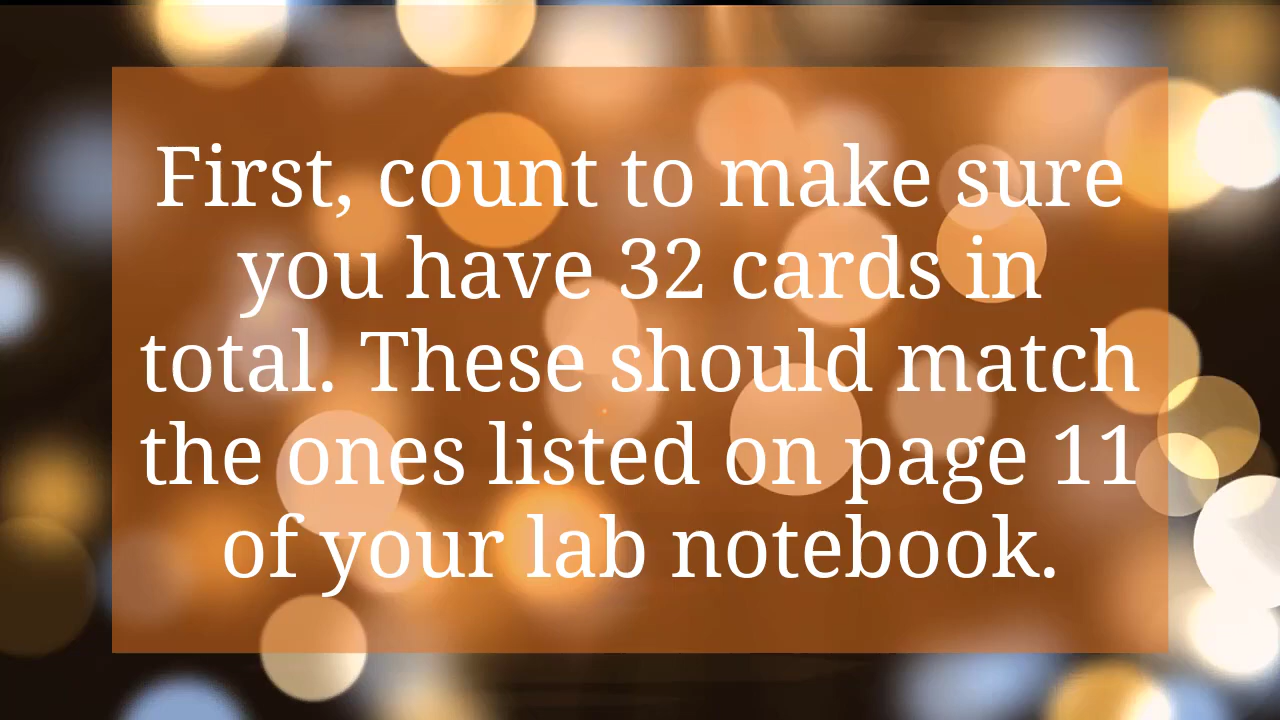 First, count to make sure
you have 32 cards in
total. These should match
the ones listed on page 11
of your lab notebook.